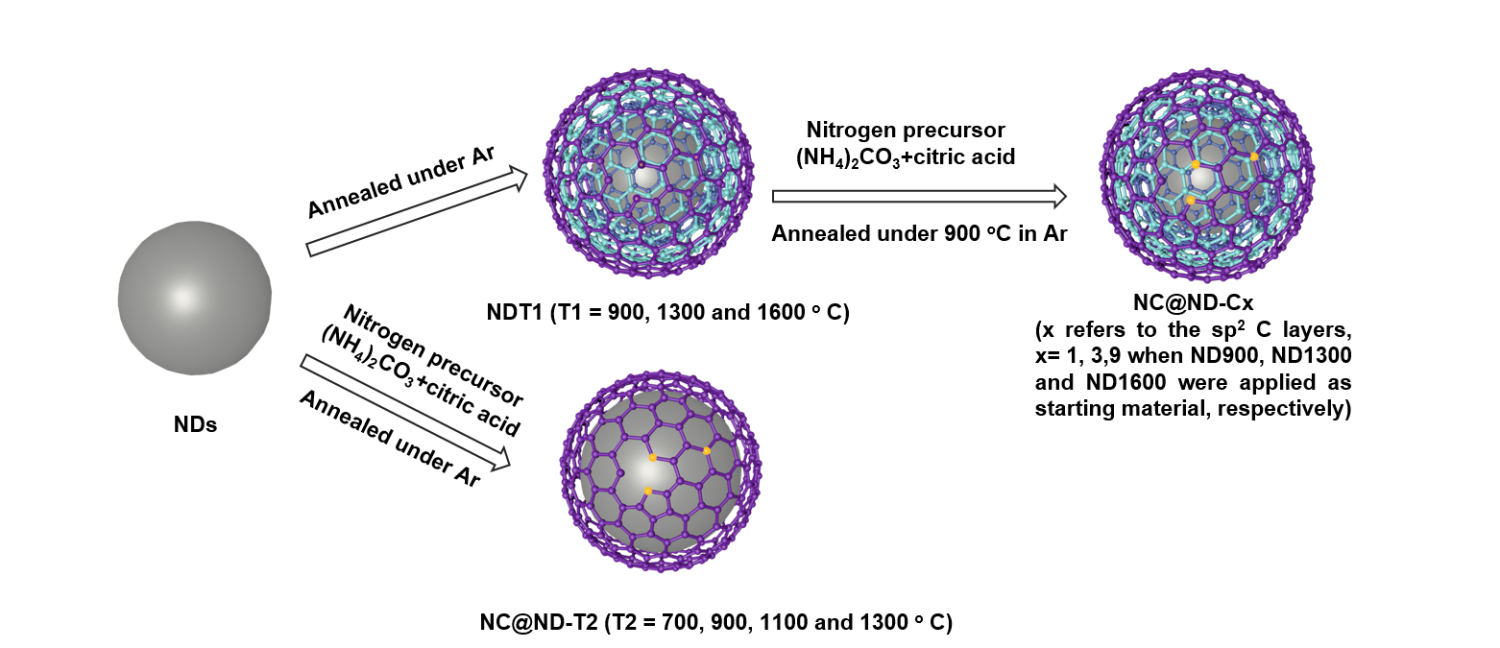 Annealed under Ar
Nitrogen precursor
(NH₄)₂CO₃+citric acid
Annealed under 900 ᵒC in Ar
NDT1 (T1 = 900, 1300 and 1600 ᵒ C)
NC@ND-Cx
(x refers to the sp² C layers,
x= 1, 3,9 when ND900, ND1300
and ND1600 were applied as
starting material, respectively)
NDs
Nitrogen precursor
(NH₄)₂CO₃+citric acid
Annealed under Ar
NC@ND-T2 (T2 = 700, 900, 1100 and 1300 ᵒ C)